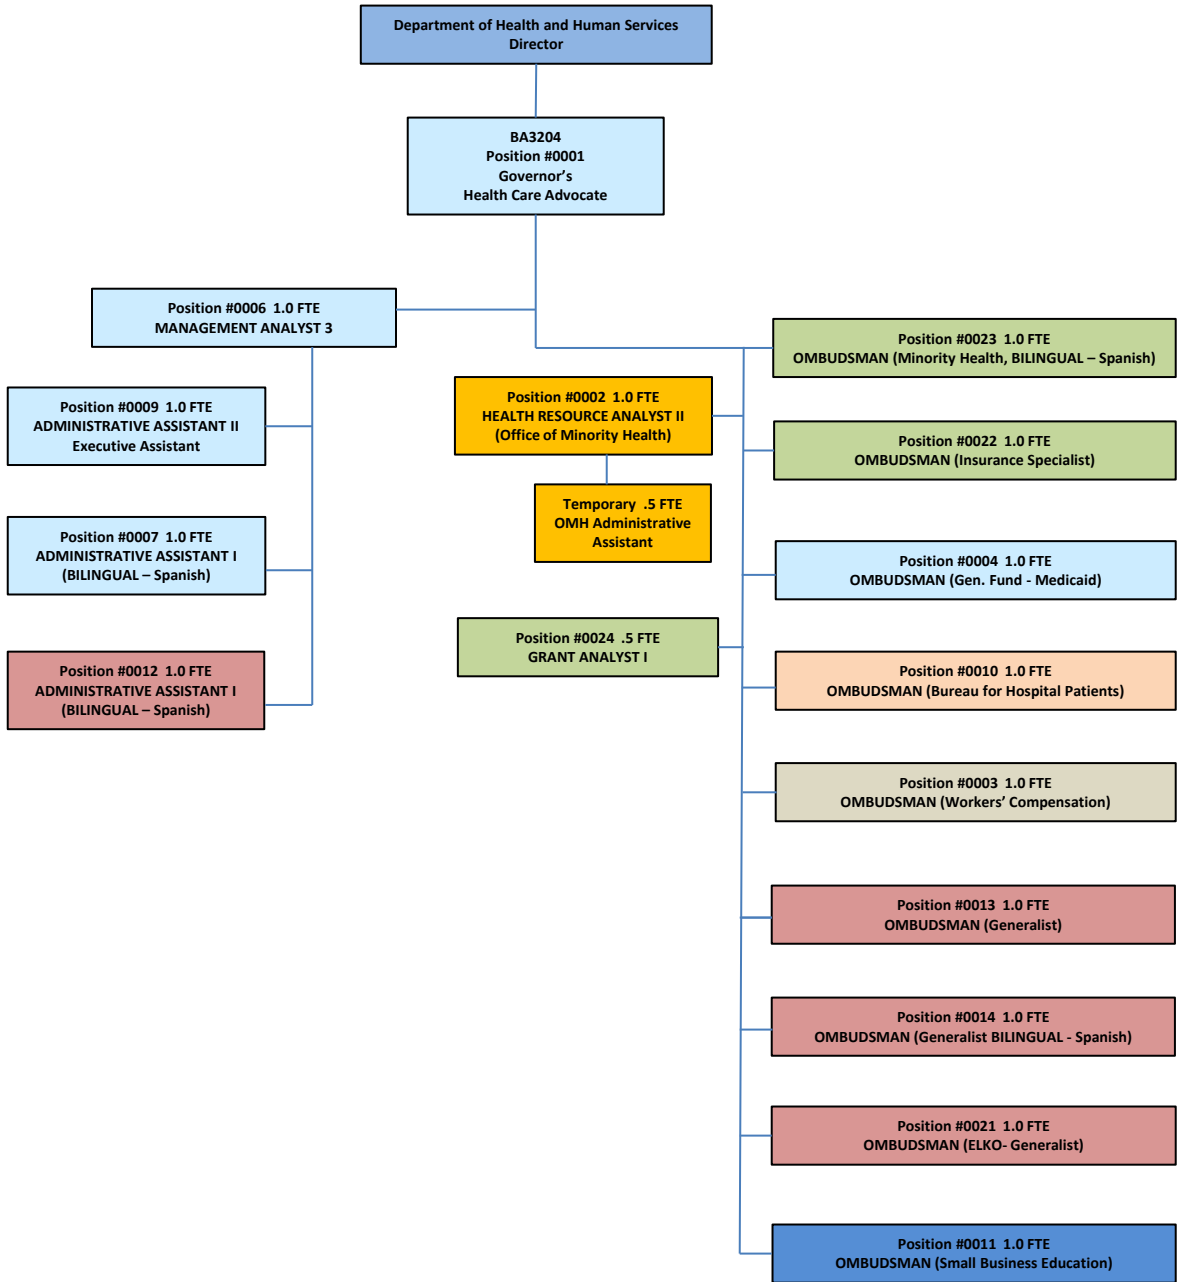 Department of Health and Human Services
Director
BA3204
Position #0001
Governor’s
Health Care Advocate
Position #0006 1.0 FTE
MANAGEMENT ANALYST 3
Position #0009 1.0 FTE
ADMINISTRATIVE ASSISTANT II
Executive Assistant
Position #0007 1.0 FTE
ADMINISTRATIVE ASSISTANT I
(BILINGUAL – Spanish)
Position #0012 1.0 FTE
ADMINISTRATIVE ASSISTANT I
(BILINGUAL – Spanish)
Position #0002 1.0 FTE
HEALTH RESOURCE ANALYST II
(Office of Minority Health)
Temporary .5 FTE
OMH Administrative
Assistant
Position #0024 .5 FTE
GRANT ANALYST I
Position #0023 1.0 FTE
OMBUDSMAN (Minority Health, BILINGUAL – Spanish)
Position #0022 1.0 FTE
OMBUDSMAN (Insurance Specialist)
Position #0004 1.0 FTE
OMBUDSMAN (Gen. Fund - Medicaid)
Position #0010 1.0 FTE
OMBUDSMAN (Bureau for Hospital Patients)
Position #0003 1.0 FTE
OMBUDSMAN (Workers’ Compensation)
Position #0013 1.0 FTE
OMBUDSMAN (Generalist)
Position #0014 1.0 FTE
OMBUDSMAN (Generalist BILINGUAL - Spanish)
Position #0021 1.0 FTE
OMBUDSMAN (ELKO- Generalist)
Position #0011 1.0 FTE
OMBUDSMAN (Small Business Education)